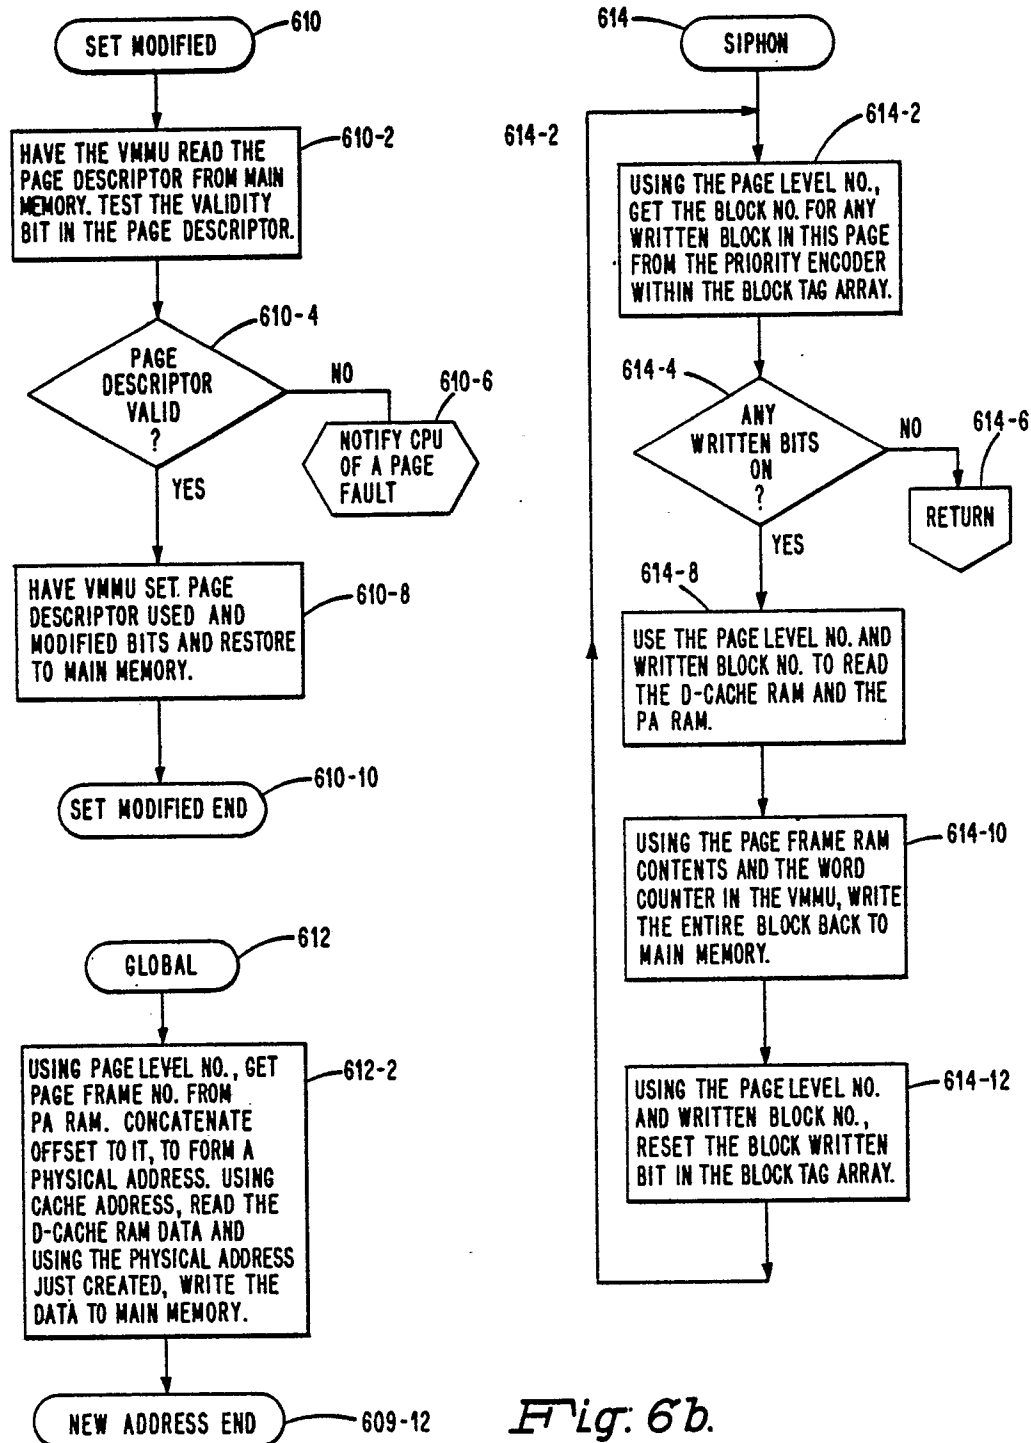 610
SET MODIFIED
610-2
HAVE THE VMMU READ THE
PAGE DESCRIPTOR FROM MAIN
MEMORY. TEST THE VALIDITY
BIT IN THE PAGE DESCRIPTOR.
610-4
PAGE
DESCRIPTOR
VALID
?
NO
610-6
NOTIFY CPU
OF A PAGE
FAULT
YES
610-8
HAVE VMMU SET. PAGE
DESCRIPTOR USED AND
MODIFIED BITS AND RESTORE
TO MAIN MEMORY.
610-10
SET MODIFIED END
612
GLOBAL
612-2
USING PAGE LEVEL NO., GET
PAGE FRAME NO. FROM
PA RAM. CONCATENATE
OFFSET TO IT, TO FORM A
PHYSICAL ADDRESS. USING
CACHE ADDRESS, READ THE
D-CACHE RAM DATA AND
USING THE PHYSICAL ADDRESS
JUST CREATED, WRITE THE
DATA TO MAIN MEMORY.
NEW ADDRESS END
609-12
614
SIPHON
614-2
614-2
USING THE PAGE LEVEL NO.,
GET THE BLOCK NO. FOR ANY
WRITTEN BLOCK IN THIS PAGE
FROM THE PRIORITY ENCODER
WITHIN THE BLOCK TAG ARRAY.
614-4
ANY
WRITTEN BITS
ON
?
NO
614-6
RETURN
YES
614-8
USE THE PAGE LEVEL NO. AND
WRITTEN BLOCK NO. TO READ
THE D-CACHE RAM AND THE
PA RAM.
614-10
USING THE PAGE FRAME RAM
CONTENTS AND THE WORD
COUNTER IN THE VMMU, WRITE
THE ENTIRE BLOCK BACK TO
MAIN MEMORY.
614-12
USING THE PAGE LEVEL NO.
AND WRITTEN BLOCK NO.,
RESET THE BLOCK WRITTEN
BIT IN THE BLOCK TAG ARRAY.
Fig. 6b.